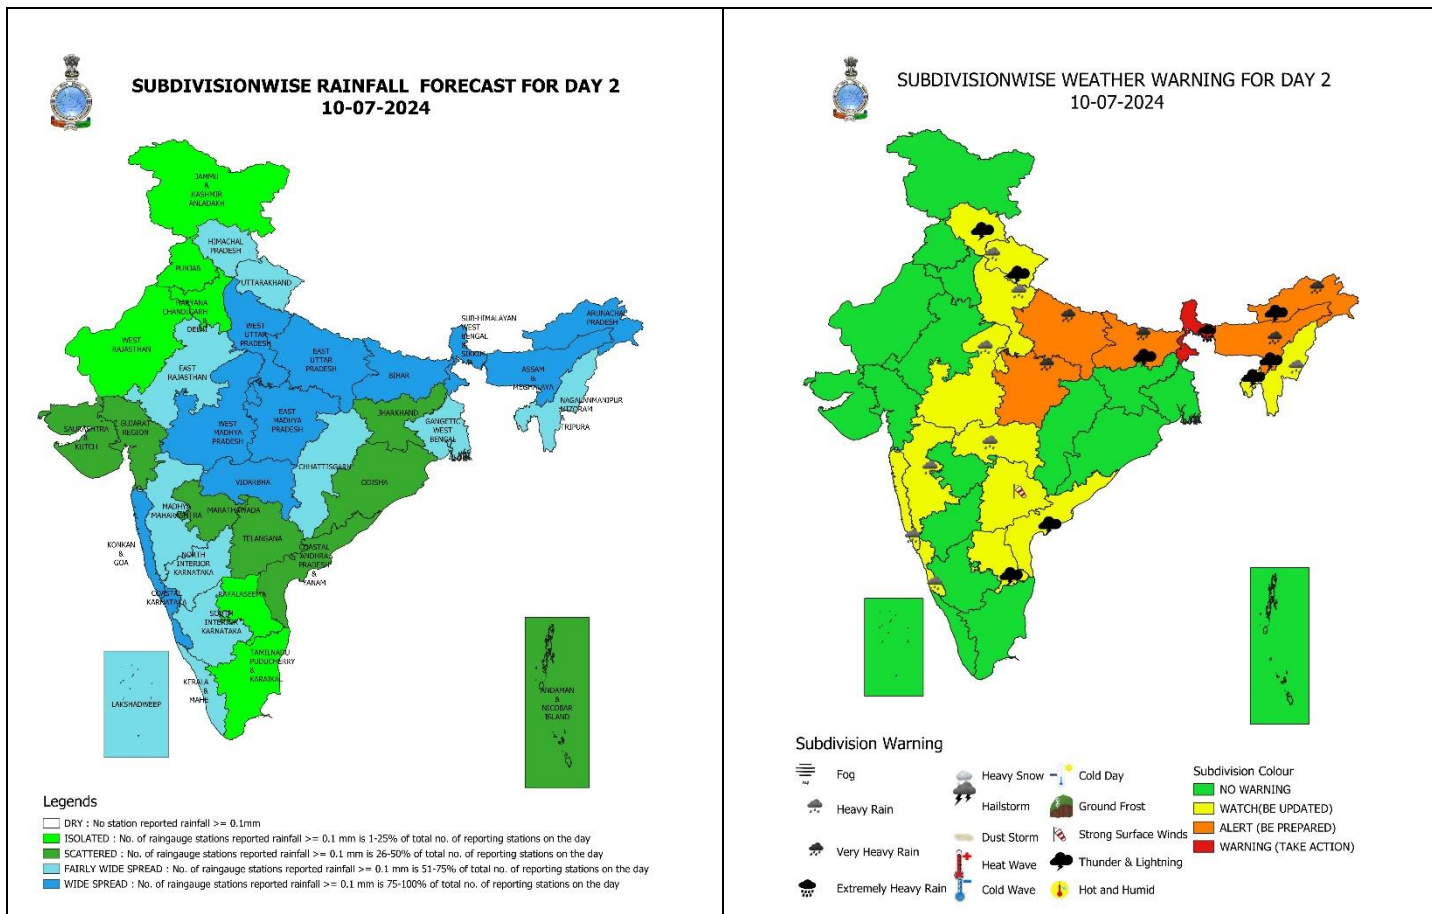 SUBDIVISIONWISE RAINFALL FORECAST FOR DAY 2
10-07-2024
JAMMU
&
KASHMIR
ANLADAKH
HIMACHAL
PRADESH
PUNJAB
UTTARAKHAND
HARYANA
CHANDIGARH
&
DELHI
WEST
RAJASTHAN
WEST
UTTAR
PRADESH
EAST
UTTAR
PRADESH
EAST
RAJASTHAN
BIHAR
SUB-HIMALAYAN
WEST
BENGAL
&
SIKKIM
ARUNACHAL
PRADESH
ASSAM
&
MEGHALAYA
NAGALANMANIPUR
MIZORAM
&
TRIPURA
SAURASHTRA
&
KUTCH
GUJARAT
REGION
WEST
MADHYA
PRADESH
EAST
MADHYA
PRADESH
JHARKHAND
GANGETIC
WEST
BENGAL
CHHATTISGARH
ODISHA
VIDARBHA
MADHYA
MAHARASHTRA
MARATHAWADA
TELANGANA
KONKAN
&
GOA
NORTH
INTERIOR
KARNATAKA
COASTAL
ANDHRA
PRADESH
&
YANAM
COASTAL
KARNATAKA
RAYALASEEMA
SOUTH
INTERIOR
KARNATAKA
TAMILNADU
PUDUCHERRY
&
KARAIKAL
KERALA
&
MAHE
LAKSHADWEEP
ANDAMAN
&
NICOBAR
ISLAND
Legends
DRY : No station reported rainfall >= 0.1mm
ISOLATED : No. of raingauge stations reported rainfall >= 0.1 mm is 1-25% of total no. of reporting stations on the day
SCATTERED : No. of raingauge stations reported rainfall >= 0.1 mm is 26-50% of total no. of reporting stations on the day
FAIRLY WIDE SPREAD : No. of raingauge stations reported rainfall >= 0.1 mm is 51-75% of total no. of reporting stations on the day
WIDE SPREAD : No. of raingauge stations reported rainfall >= 0.1 mm is 75-100% of total no. of reporting stations on the day
SUBDIVISIONWISE WEATHER WARNING FOR DAY 2
10-07-2024
Subdivision Warning
Fog
Heavy Rain
Very Heavy Rain
Extremely Heavy Rain
Heavy Snow
Hailstorm
Dust Storm
Heat Wave
Cold Wave
Cold Day
Ground Frost
Strong Surface Winds
Thunder & Lightning
Hot and Humid
Subdivision Colour
NO WARNING
WATCH(BE UPDATED)
ALERT (BE PREPARED)
WARNING (TAKE ACTION)